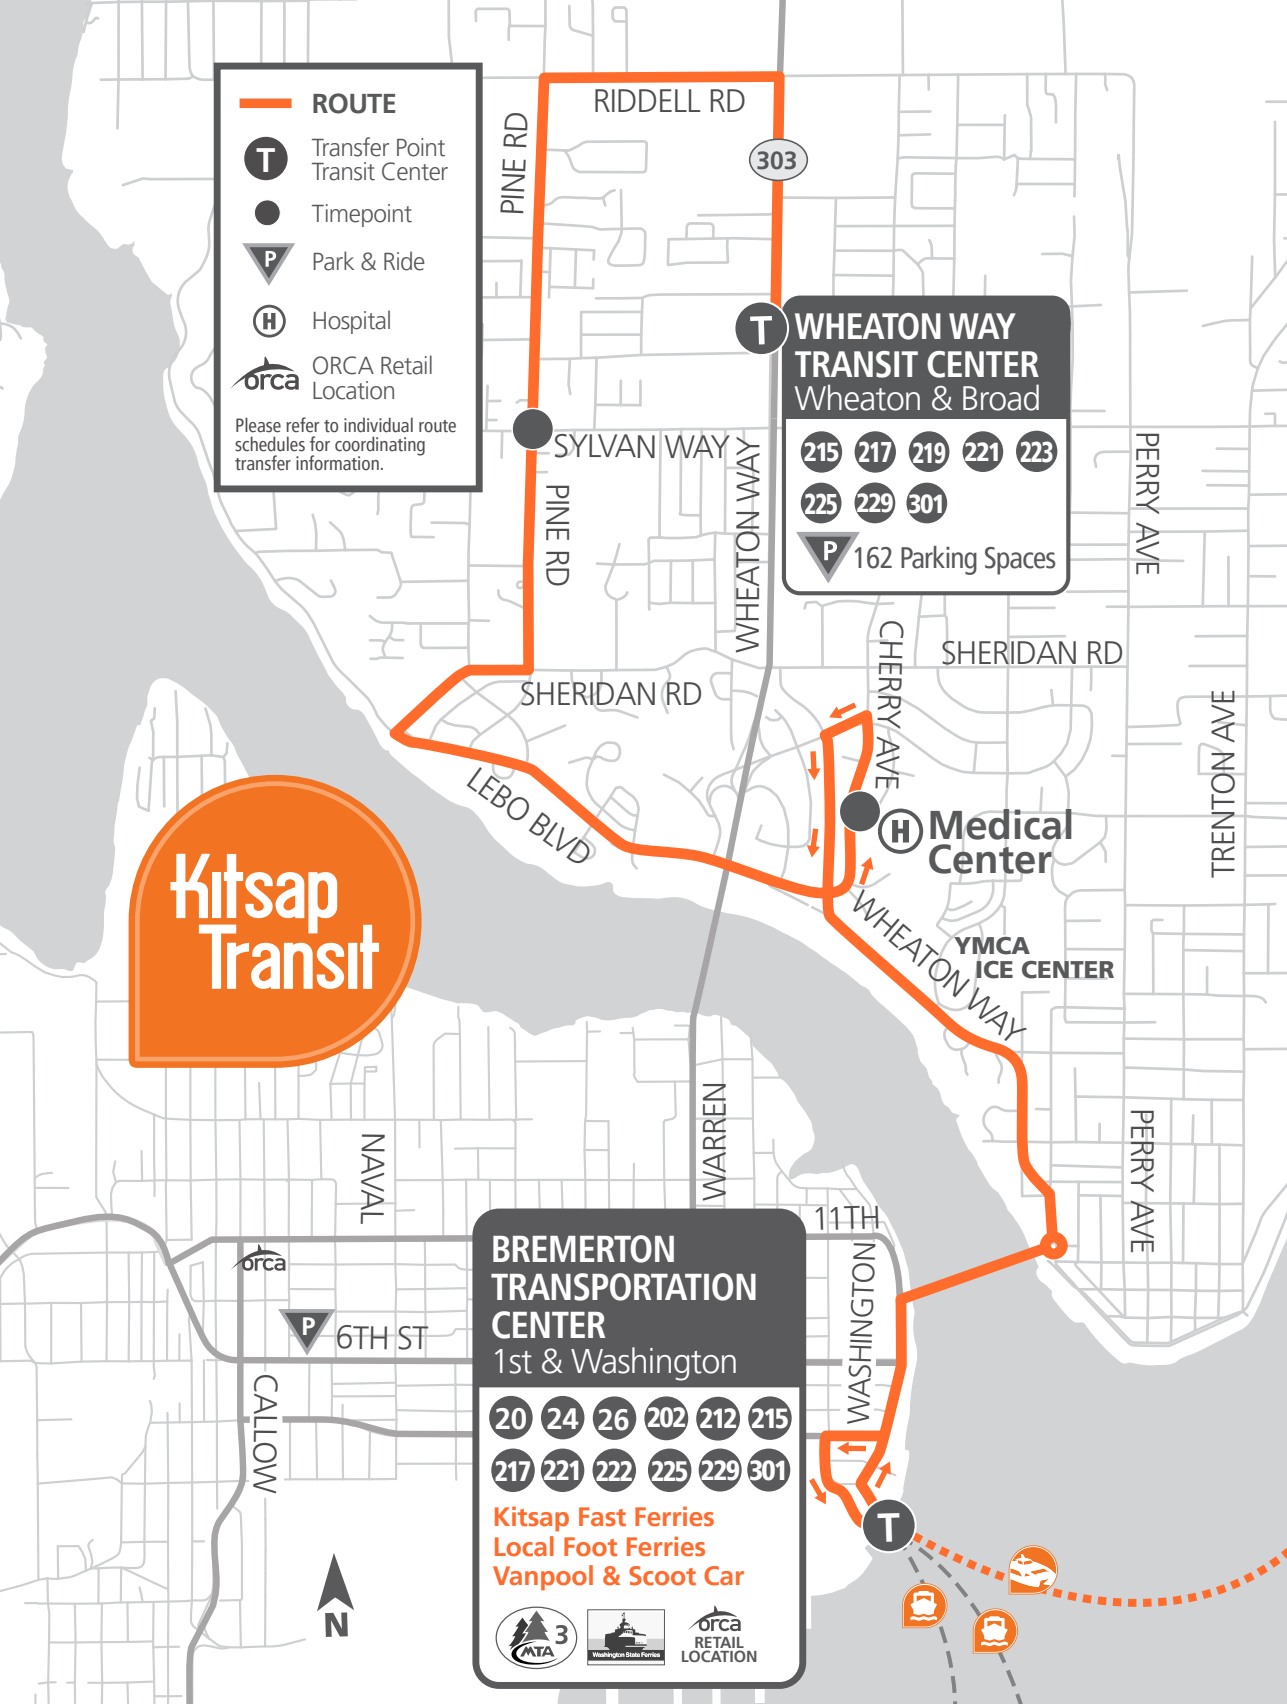 ROUTE
T
Transfer Point
Transit Center
Timepoint
P
Park & Ride
H
Hospital
orca
ORCA Retail
Location
Please refer to individual route
schedules for coordinating
transfer information.
RIDDELL RD
PINE RD
303
T
WHEATON WAY
TRANSIT CENTER
Wheaton & Broad
215 217 219 221 223
225 229 301
P
162 Parking Spaces
SYLVAN WAY
WHEATON WAY
PINE RD
PERRY AVE
CHERRY AVE
SHERIDAN RD
SHERIDAN RD
TRENTON AVE
LEBO BLVD
H
Medical
Center
Kitsap
Transit
WHEATON WAY
YMCA
ICE CENTER
WARREN
NAVAL
PERRY AVE
11TH
WASHINGTON
orca
P
6TH ST
CALLOW
BREMERTON
TRANSPORTATION
CENTER
1st & Washington
20 24 26 202 212 215
217 221 222 225 229 301
Kitsap Fast Ferries
Local Foot Ferries
Vanpool & Scoot Car
MTA 3
Washington State Ferries
orca
RETAIL
LOCATION
T
N